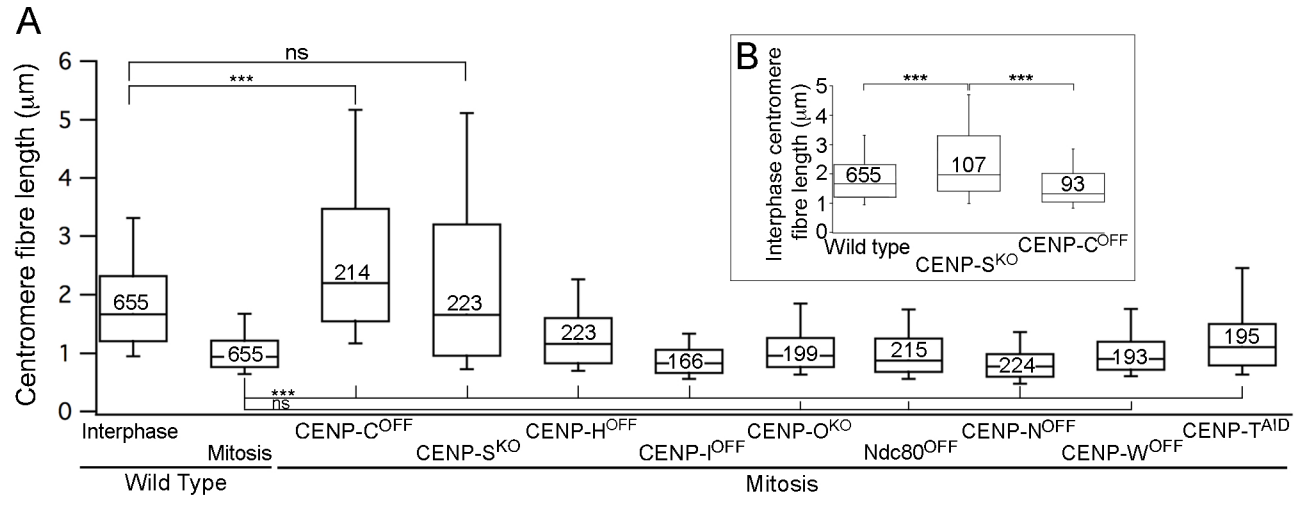 A
Centromere fibre length (μm)
6
5
4
3
2
1
0
ns
***
655
655
214
223
223
166
199
215
224
193
195
***
ns
Interphase
Mitosis
CENP-C^OFF
CENP-S^KO
CENP-H^OFF
CENP-I^OFF
CENP-O^KO
Ndc80^OFF
CENP-N^OFF
CENP-W^OFF
CENP-T^AID
Wild Type
Mitosis
B
Interphase centromere
fibre length (μm)
5
4
3
2
1
0
*** ***
655
107
93
Wild type
CENP-S^KO
CENP-C^OFF